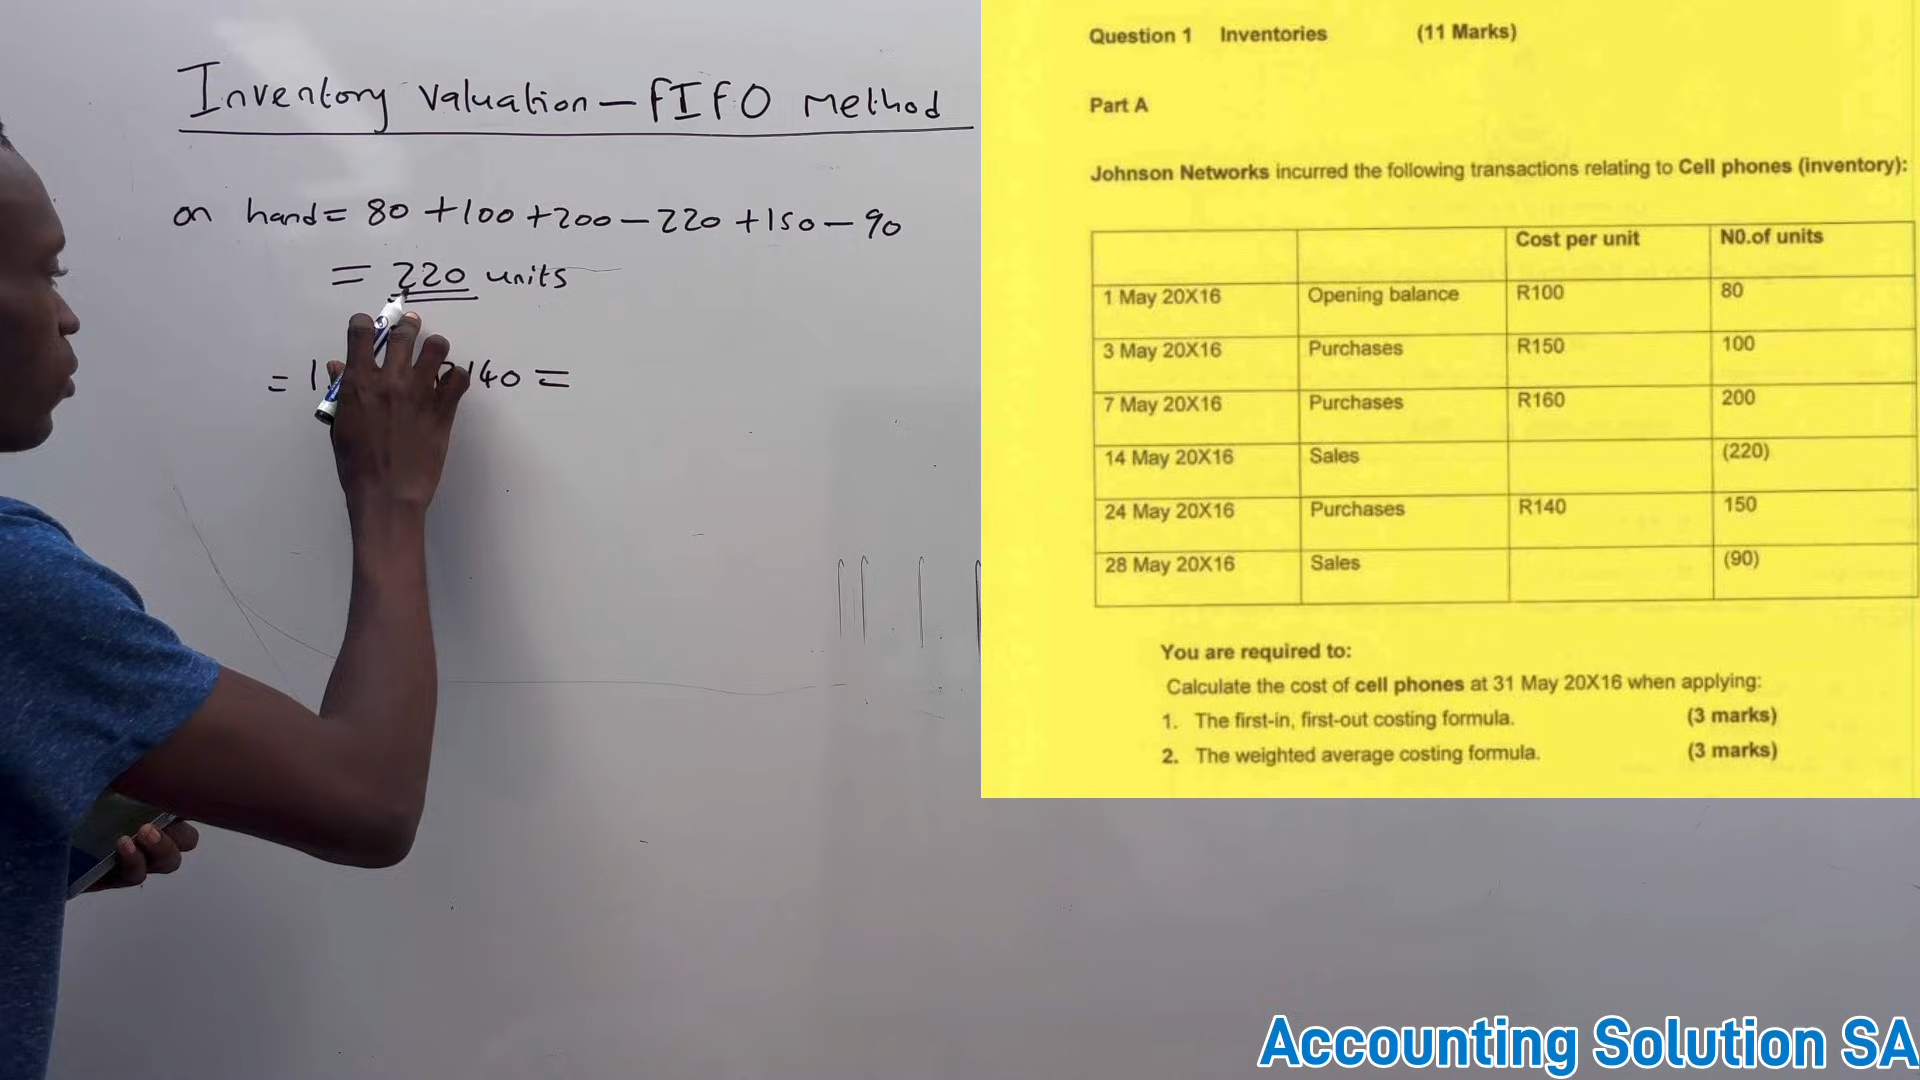 Inventory Valuation – FIFO Method
on hand = 80 + 100 + 200 – 220 + 150 – 90
= 220 units
= 140 =
Question 1 Inventories (11 Marks)
Part A
Johnson Networks incurred the following transactions relating to Cell phones (inventory):
Cost per unit N0.of units
1 May 20X16 Opening balance R100 80
3 May 20X16 Purchases R150 100
7 May 20X16 Purchases R160 200
14 May 20X16 Sales (220)
24 May 20X16 Purchases R140 150
28 May 20X16 Sales (90)
You are required to:
Calculate the cost of cell phones at 31 May 20X16 when applying:
1. The first-in, first-out costing formula. (3 marks)
2. The weighted average costing formula. (3 marks)
Accounting Solution SA